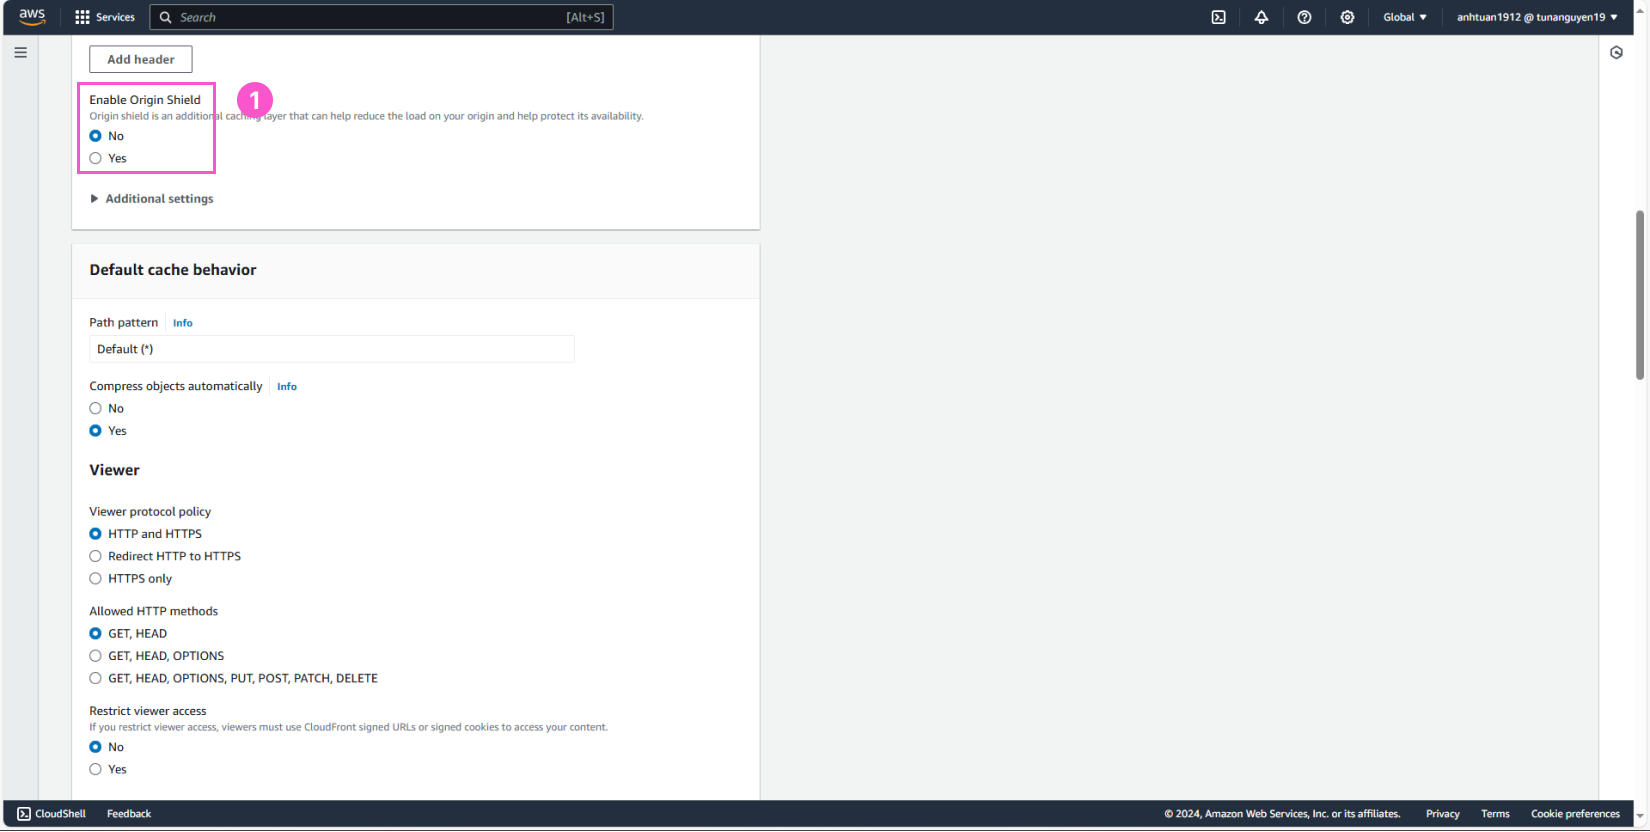 aws
Services
Search
[Alt+S]
Global
anhtuan1912 @ tunanguyen19
Add header
Enable Origin Shield
1
Origin shield is an additional caching layer that can help reduce the load on your origin and help protect its availability.
No
Yes
Additional settings
Default cache behavior
Path pattern
Info
Default (*)
Compress objects automatically
Info
No
Yes
Viewer
Viewer protocol policy
HTTP and HTTPS
Redirect HTTP to HTTPS
HTTPS only
Allowed HTTP methods
GET, HEAD
GET, HEAD, OPTIONS
GET, HEAD, OPTIONS, PUT, POST, PATCH, DELETE
Restrict viewer access
If you restrict viewer access, viewers must use CloudFront signed URLs or signed cookies to access your content.
No
Yes
CloudShell
Feedback
© 2024, Amazon Web Services, Inc. or its affiliates.
Privacy
Terms
Cookie preferences